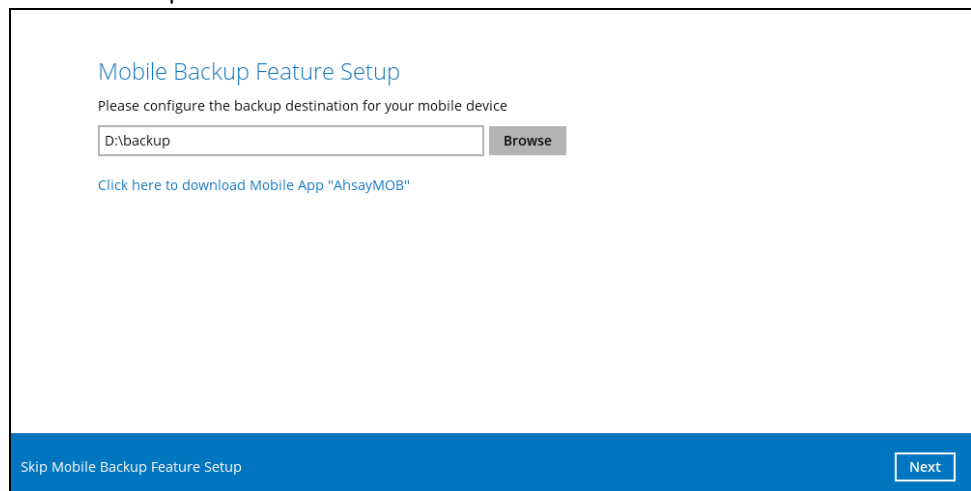 Mobile Backup Feature Setup
Please configure the backup destination for your mobile device
D:\backup
Browse
Click here to download Mobile App "AhsayMOB"
Skip Mobile Backup Feature Setup
Next